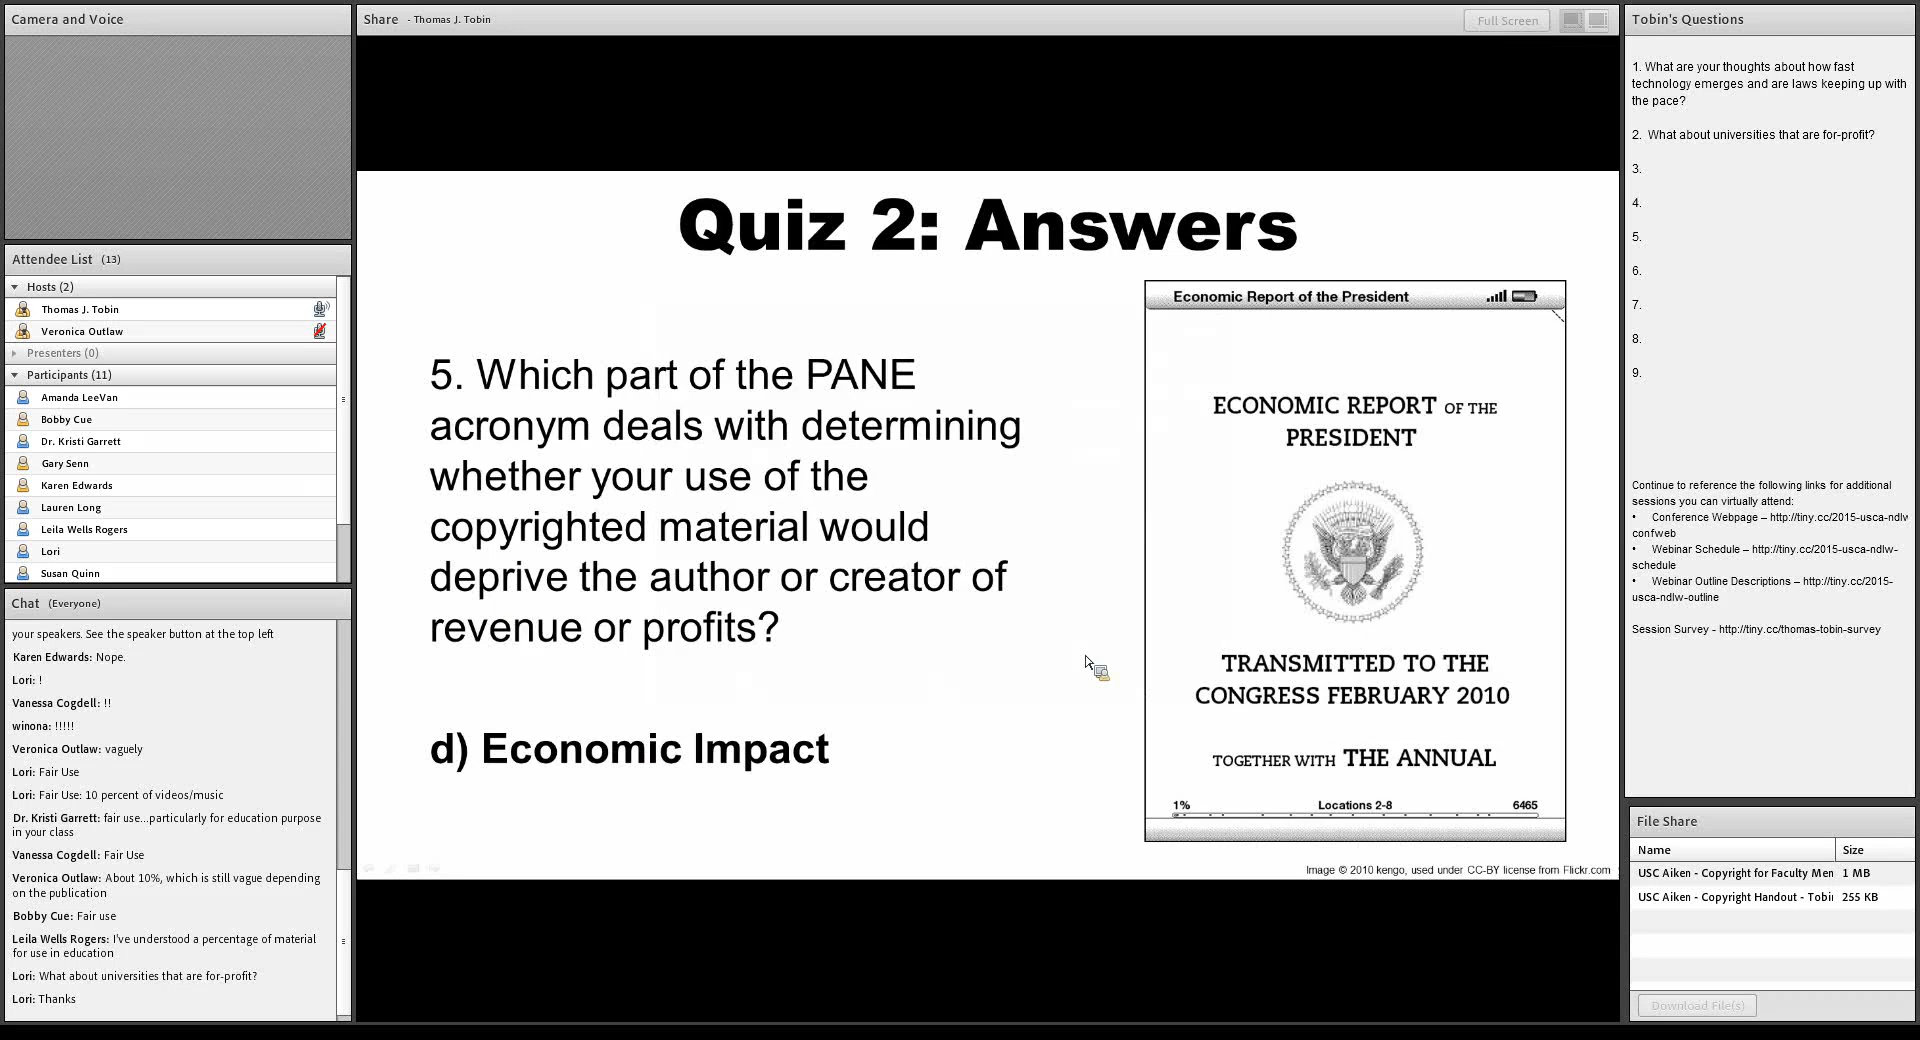 Camera and Voice
Attendee List (13)
Hosts (2)
Thomas J. Tobin
Veronica Outlaw
Presenters (0)
Participants (11)
Amanda LeeVan
Bobby Cue
Dr. Kristi Garrett
Gary Senn
Karen Edwards
Lauren Long
Leila Wells Rogers
Lori
Susan Quinn
Chat (Everyone)
your speakers. See the speaker button at the top left
Karen Edwards: Nope.
Lori: !
Vanessa Cogdell: !!
winona: !!!!!
Veronica Outlaw: vaguely
Lori: Fair Use
Lori: Fair Use: 10 percent of videos/music
Dr. Kristi Garrett: fair use...particularly for education purpose
in your class
Vanessa Cogdell: Fair Use
Veronica Outlaw: About 10%, which is still vague depending
on the publication
Bobby Cue: Fair use
Leila Wells Rogers: I've understood a percentage of material
for use in education
Lori: What about universities that are for-profit?
Lori: Thanks
Share - Thomas J. Tobin
Full Screen
Quiz 2: Answers
5. Which part of the PANE
acronym deals with determining
whether your use of the
copyrighted material would
deprive the author or creator of
revenue or profits?
d) Economic Impact
Economic Report of the President
ECONOMIC REPORT OF THE
PRESIDENT
TRANSMITTED TO THE
CONGRESS FEBRUARY 2010
TOGETHER WITH THE ANNUAL
1% Locations 2-8 6465
Image © 2010 kengo, used under CC-BY license from Flickr.com
Tobin's Questions
1. What are your thoughts about how fast
technology emerges and are laws keeping up with
the pace?
2. What about universities that are for-profit?
3.
4.
5.
6.
7.
8.
9.
Continue to reference the following links for additional
sessions you can virtually attend:
• Conference Webpage – http://tiny.cc/2015-usca-ndlw
confweb
• Webinar Schedule – http://tiny.cc/2015-usca-ndlw-
schedule
• Webinar Outline Descriptions – http://tiny.cc/2015-
usca-ndlw-outline
Session Survey - http://tiny.cc/thomas-tobin-survey
File Share
Name Size
USC Aiken - Copyright for Faculty Men 1 MB
USC Aiken - Copyright Handout - Tobi 255 KB
Download File(s)